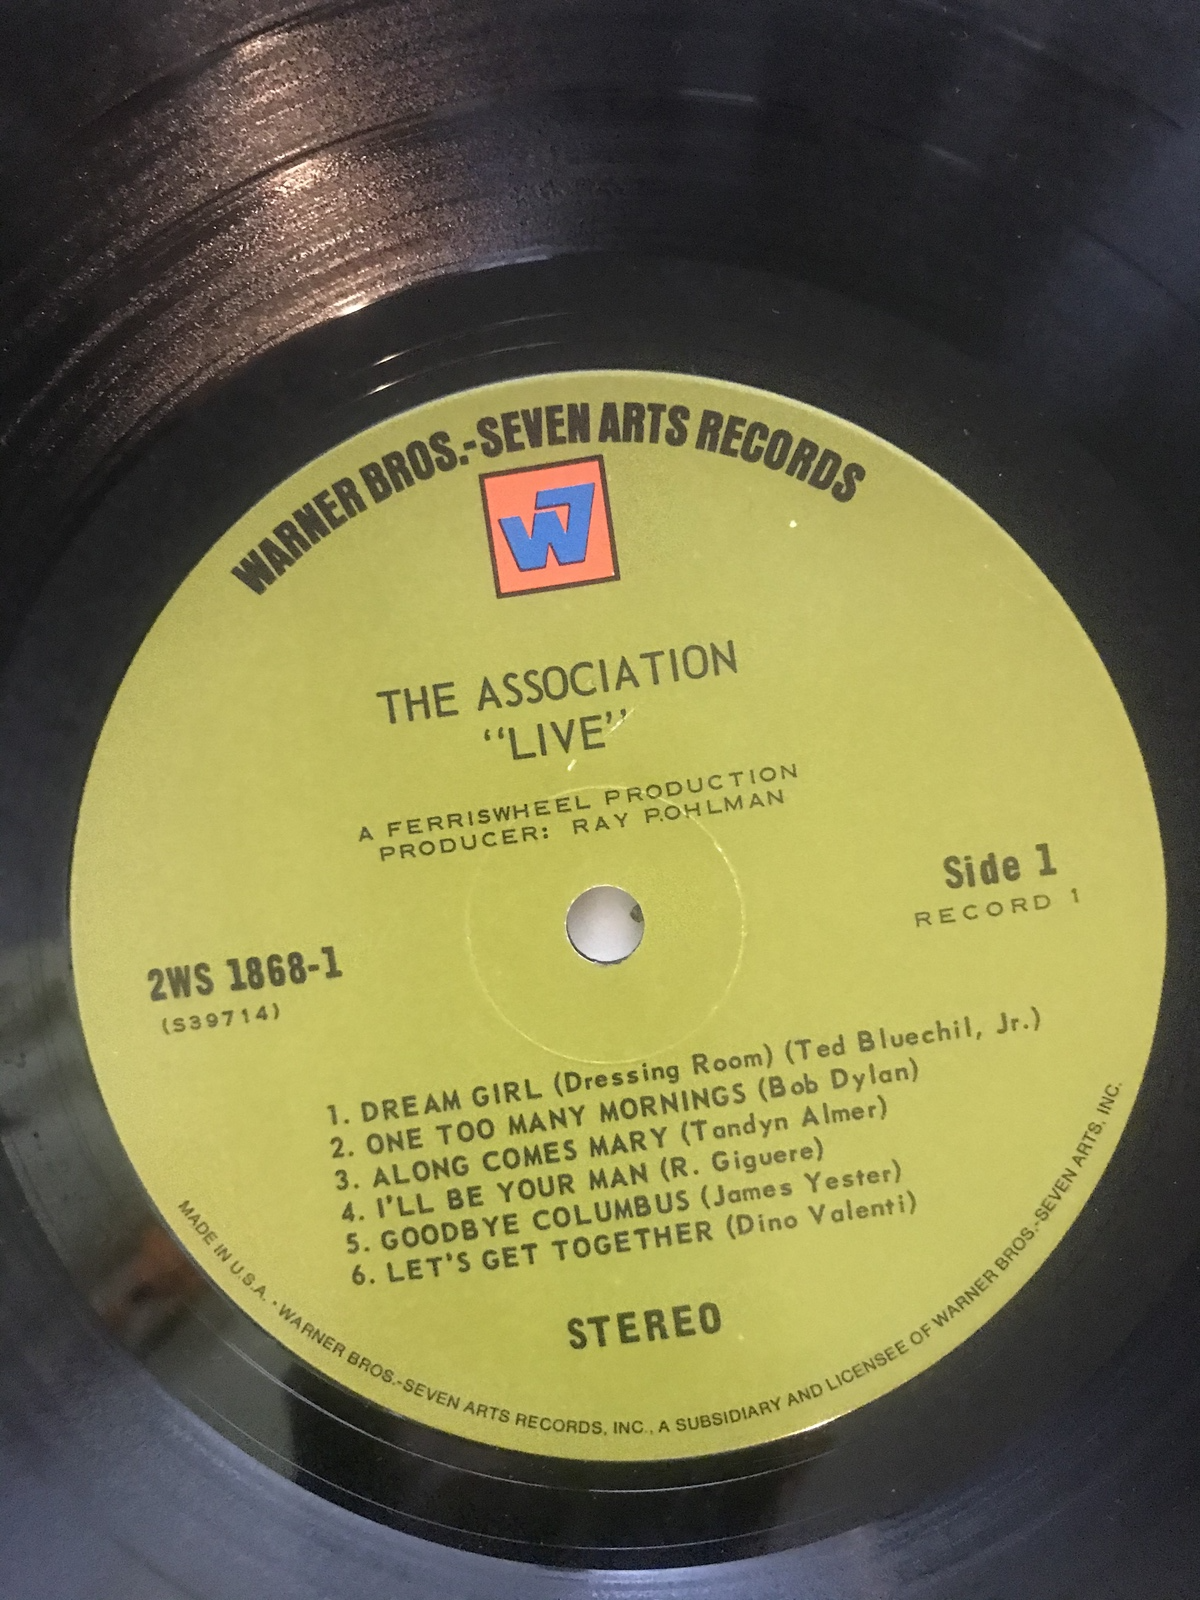 WARNER BROS.-SEVEN ARTS RECORDS
W7
THE ASSOCIATION
"LIVE"
A FERRISWHEEL PRODUCTION
PRODUCER: RAY POHLMAN
Side 1
RECORD 1
2WS 1868-1
(S39714)
1. DREAM GIRL (Dressing Room) (Ted Bluechil, Jr.)
2. ONE TOO MANY MORNINGS (Bob Dylan)
3. ALONG COMES MARY (Tandyn Almer)
4. I'LL BE YOUR MAN (R. Giguere)
5. GOODBYE COLUMBUS (James Yester)
6. LET'S GET TOGETHER (Dino Valenti)
STEREO
MADE IN U.S.A. • WARNER BROS.-SEVEN ARTS RECORDS, INC., A SUBSIDIARY AND LICENSEE OF WARNER BROS.-SEVEN ARTS, INC.